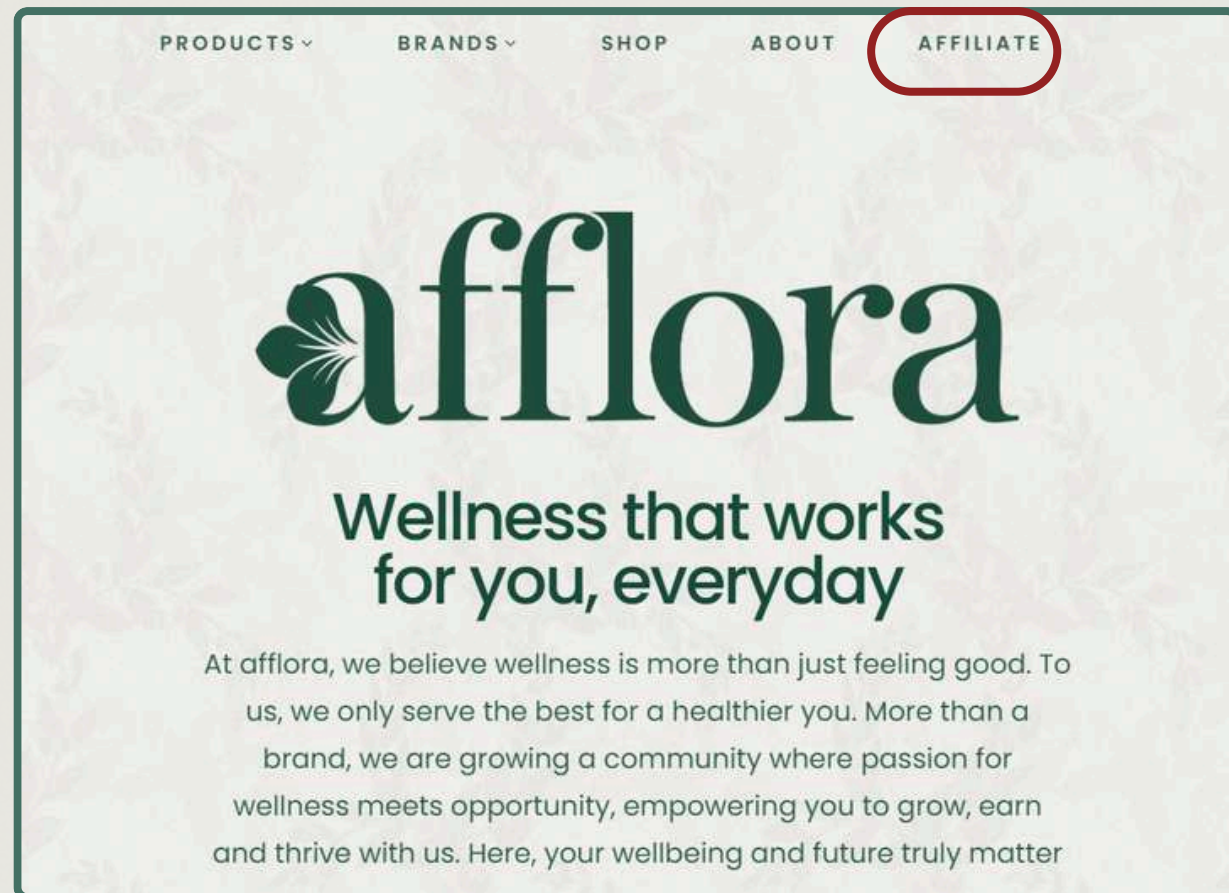 PRODUCTS BRANDS SHOP ABOUT AFFILIATE
afflora
Wellness that works
for you, everyday
At afflora, we believe wellness is more than just feeling good. To
us, we only serve the best for a healthier you. More than a
brand, we are growing a community where passion for
wellness meets opportunity, empowering you to grow, earn
and thrive with us. Here, your wellbeing and future truly matter